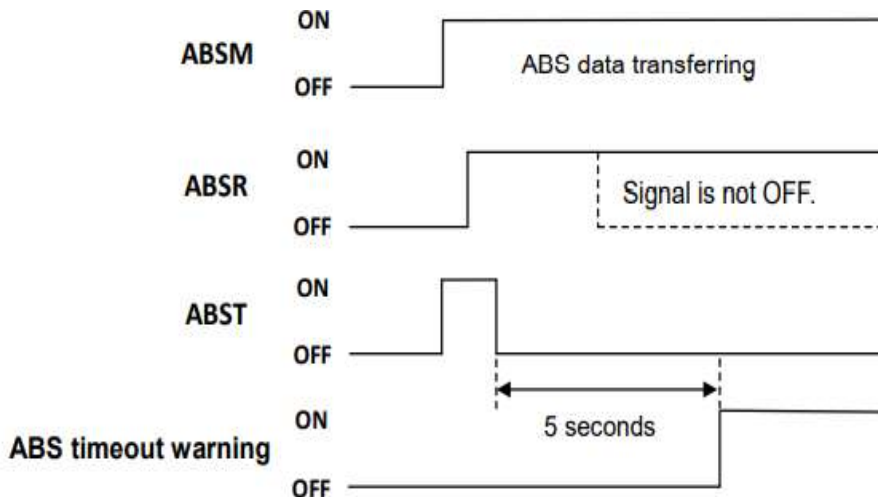 ON
ABSM
ABS data transferring
OFF
ON
ABSR
Signal is not OFF.
OFF
ON
ABST
OFF
ON
5 seconds
ABS timeout warning
OFF